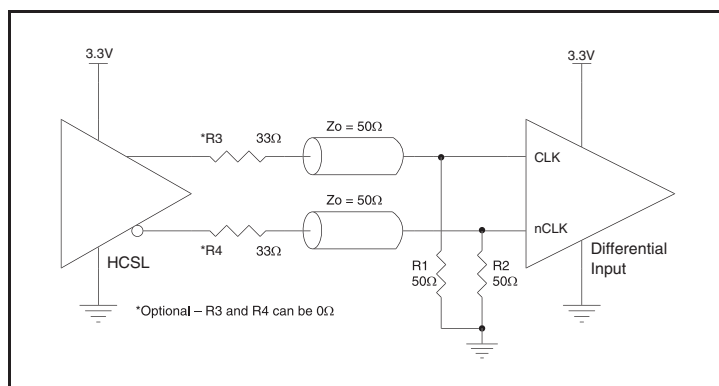 3.3V
3.3V
*R3
33Ω
Zo = 50Ω
CLK
Zo = 50Ω
nCLK
HCSL
*R4
33Ω
R1
50Ω
R2
50Ω
Differential
Input
*Optional – R3 and R4 can be 0Ω